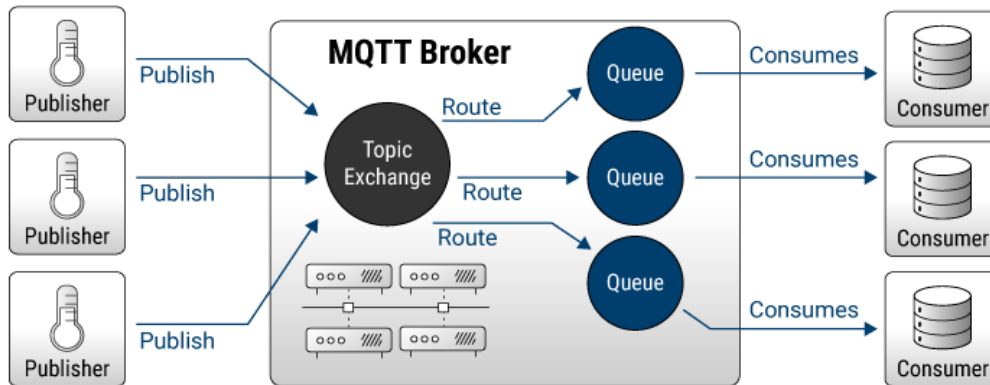 MQTT Broker
Publisher
Publish
Publisher
Publish
Publisher
Publish
Topic
Exchange
Route
Route
Route
Queue
Queue
Queue
Consumes
Consumes
Consumes
Consumer
Consumer
Consumer